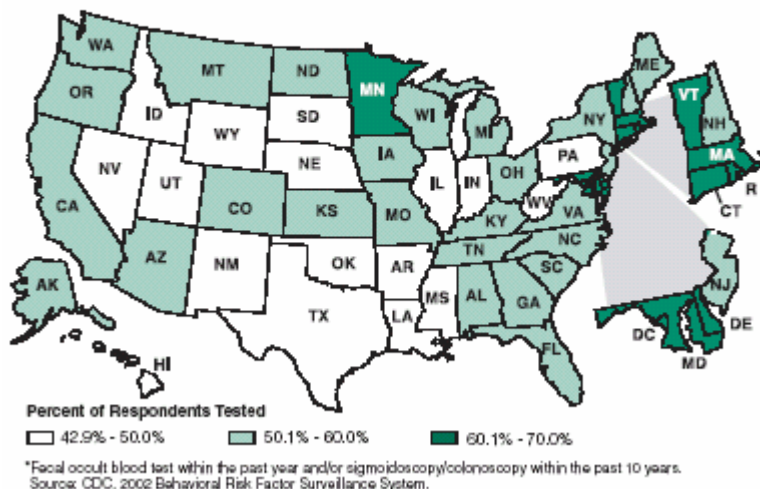 WA
MT
ND
MN
ME
VT
OR
ID
WY
SD
WI
MI
NY
NH
MA
R
CT
NV
UT
NE
IA
IL
IN
OH
PA
CA
CO
KS
MO
KY
WV
VA
AZ
NM
OK
AR
TN
NC
SC
NJ
AK
TX
LA
MS
AL
GA
FL
DC
DE
MD
HI
Percent of Respondents Tested
42.9% - 50.0% 50.1% - 60.0% 60.1% - 70.0%
*Fecal occult blood test within the past year and/or sigmoidoscopy/colonoscopy within the past 10 years.
Source: CDC, 2002 Behavioral Risk Factor Surveillance System.